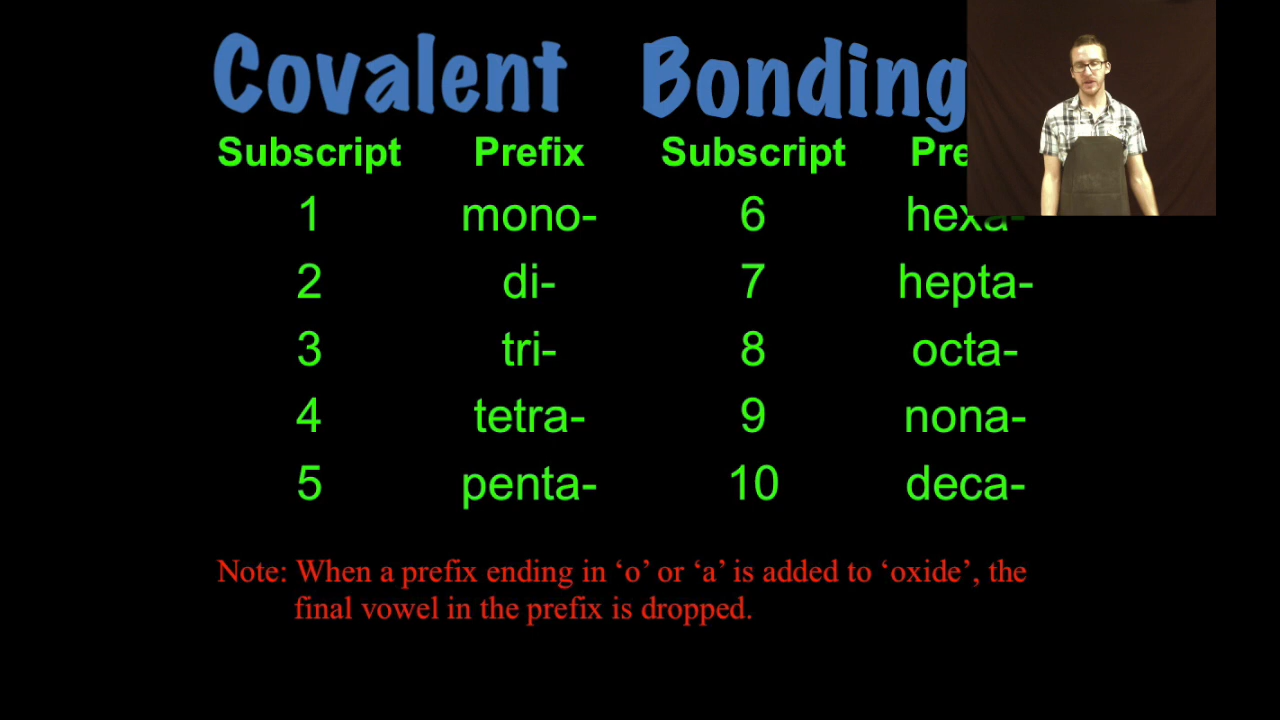 Covalent Bonding
Subscript Prefix Subscript
1 mono- 6 hexa-
2 di- 7 hepta-
3 tri- 8 octa-
4 tetra- 9 nona-
5 penta- 10 deca-
Note: When a prefix ending in ‘o’ or ‘a’ is added to ‘oxide’, the
final vowel in the prefix is dropped.